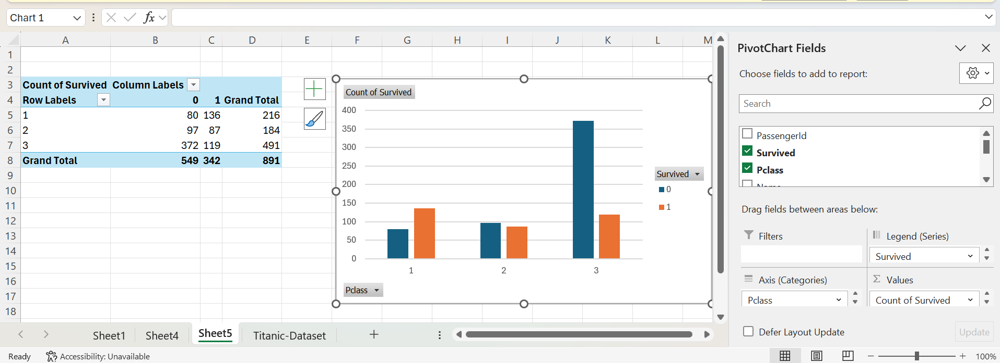 Chart 1
fx
A B C D E F G H I J K L M
1
2
3 Count of Survived Column Labels
4 Row Labels 0 1 Grand Total
5 1 80 136 216
6 2 97 87 184
7 3 372 119 491
8 Grand Total 549 342 891
9
10
11
12
13
14
15
16
17
18
Count of Survived
400
350
300
250
200
150
100
50
0
1 2 3
Pclass
Survived
0
1
PivotChart Fields
Choose fields to add to report:
Search
PassengerId
Survived
Pclass
Name
Drag fields between areas below:
Filters
Legend (Series)
Survived
Axis (Categories)
Pclass
Σ Values
Count of Survived
Defer Layout Update
Update
Sheet1 Sheet4 Sheet5 Titanic-Dataset
Ready Accessibility: Unavailable
100%